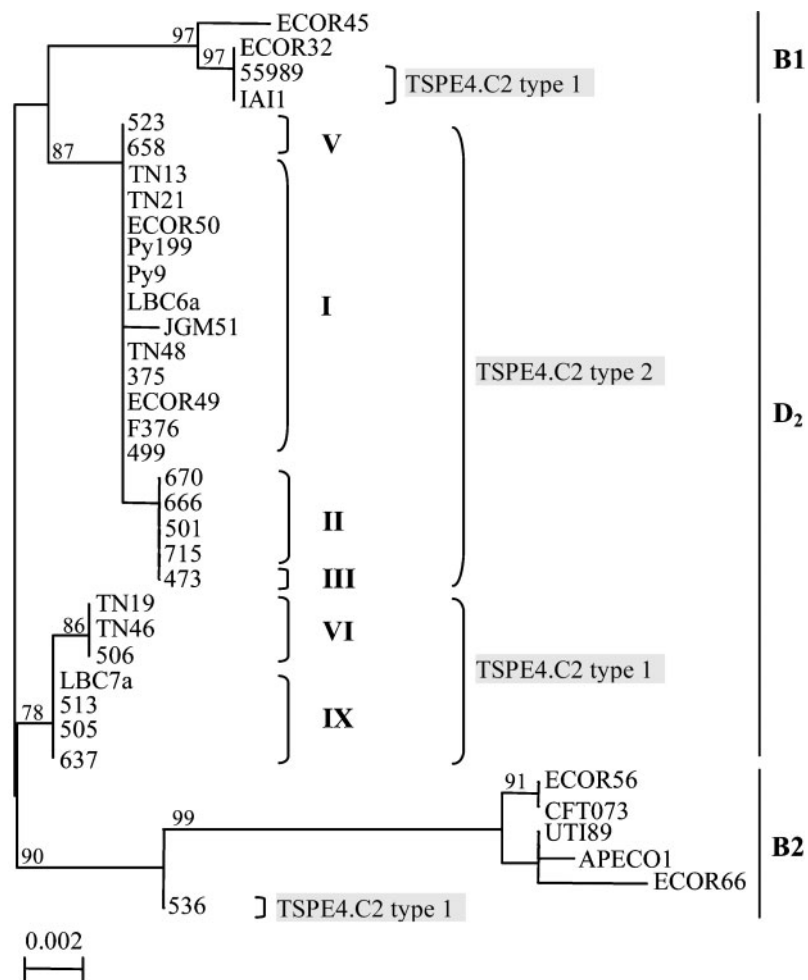 97
ECOR45
97
ECOR32
55989
IAI1
TSPE4.C2 type 1
B1
87
523
658
V
TN13
TN21
ECOR50
Py199
Py9
LBC6a
JGM51
TN48
375
ECOR49
F376
499
I
TSPE4.C2 type 2
D2
670
666
501
715
II
473
III
86
TN19
TN46
506
VI
TSPE4.C2 type 1
78
LBC7a
513
505
637
IX
90
99
91
ECOR56
CFT073
UTI89
APECO1
ECOR66
B2
536
TSPE4.C2 type 1
0.002